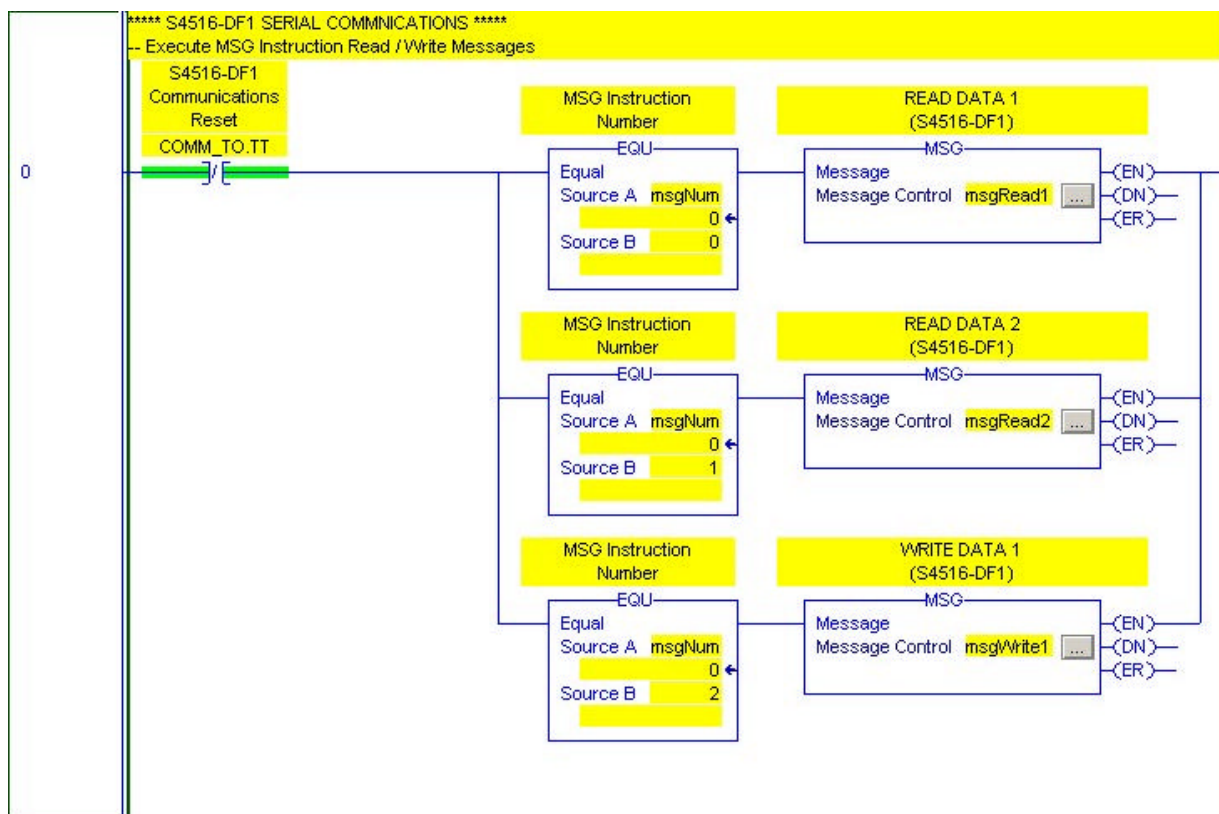 ***** S4516-DF1 SERIAL COMMNICATIONS *****
-- Execute MSG Instruction Read / Write Messages
S4516-DF1
Communications
Reset
COMM_TO.TT
0
MSG Instruction
Number
EQU
Equal
Source A msgNum
0
Source B 0
READ DATA 1
(S4516-DF1)
MSG
Message
Message Control msgRead1 ...
(EN)
(DN)
(ER)
MSG Instruction
Number
EQU
Equal
Source A msgNum
0
Source B 1
READ DATA 2
(S4516-DF1)
MSG
Message
Message Control msgRead2 ...
(EN)
(DN)
(ER)
MSG Instruction
Number
EQU
Equal
Source A msgNum
0
Source B 2
WRITE DATA 1
(S4516-DF1)
MSG
Message
Message Control msgWrite1 ...
(EN)
(DN)
(ER)